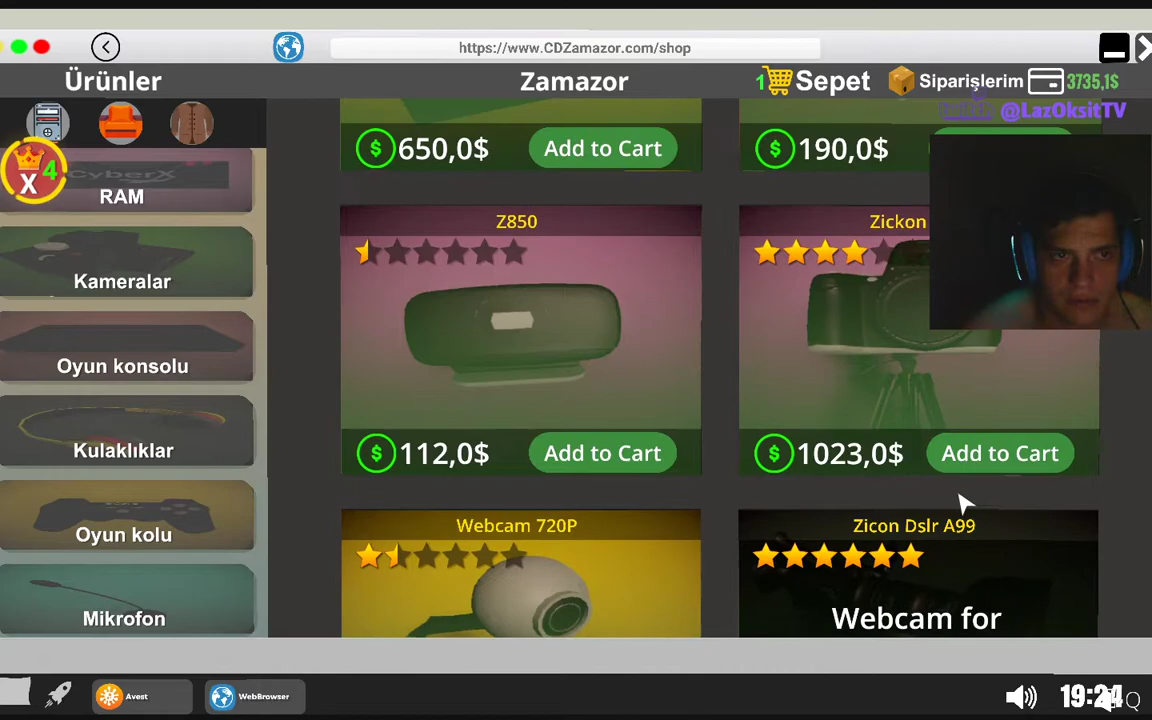 https://www.CDZamazor.com/shop
Ürünler
Zamazor
1 Sepet
Siparişlerim
3735,1$
@LazOksitTV
X 4
CyberX
RAM
Kameralar
Oyun konsolu
Kulaklıklar
Oyun kolu
Mikrofon
$ 650,0$
Add to Cart
$ 190,0$
Z850
Zickon
$ 112,0$
Add to Cart
$ 1023,0$
Add to Cart
Webcam 720P
Zicon Dslr A99
Webcam for
Avest
WebBrowser
19:24
Q